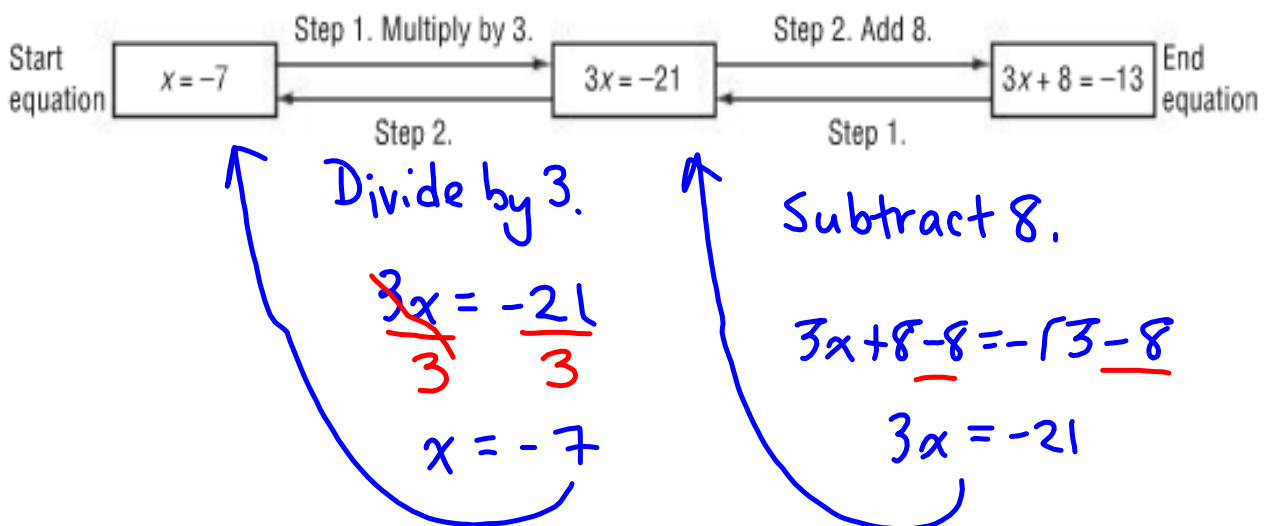 Step 1. Multiply by 3.
Step 2. Add 8.
Start
equation
x = −7
3x = −21
3x + 8 = −13
End
equation
Step 2.
Step 1.
Divide by 3.
Subtract 8.
3x = -21
3 3
x = -7
3x+8-8=-13-8
3x = -21